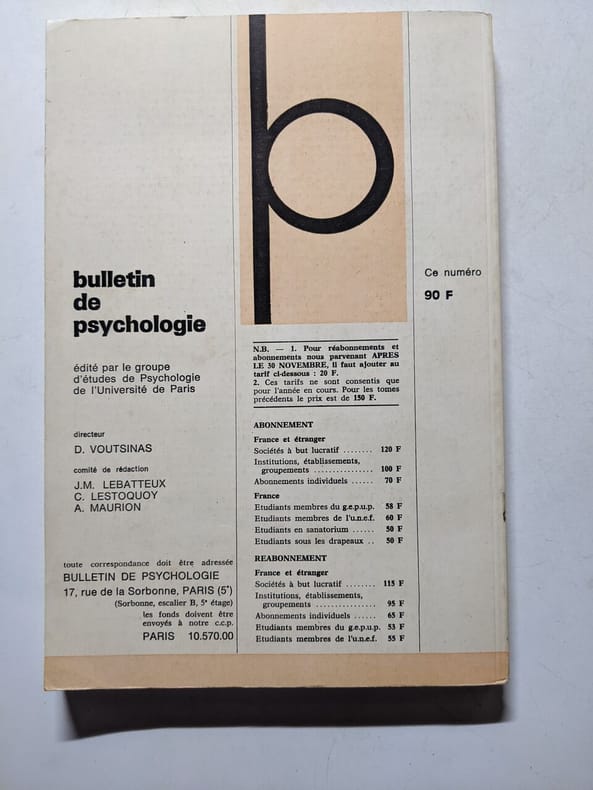 bulletin
de
psychologie
édité par le groupe
d'études de Psychologie
de l'Université de Paris
directeur
D. VOUTSINAS
comité de rédaction
J.M. LEBATTEUX
C. LESTOQUOY
A. MAURION
toute correspondance doit être adressée
BULLETIN DE PSYCHOLOGIE
17, rue de la Sorbonne, PARIS (5e)
(Sorbonne, escalier B, 5e étage)
les fonds doivent être
envoyés à notre c.c.p.
PARIS 10.570.00
bp
N.B. — 1. Pour réabonnements et
abonnements nous parvenant APRES
LE 30 NOVEMBRE, il faut ajouter au
tarif ci-dessous : 20 F.
2. Ces tarifs ne sont consentis que
pour l'année en cours. Pour les tomes
précédents le prix est de 150 F.
ABONNEMENT
France et étranger
Sociétés à but lucratif ........ 120 F
Institutions, établissements,
groupements ................ 100 F
Abonnements individuels ...... 70 F
France
Etudiants membres du g.e.p.u.p. 58 F
Etudiants membres de l'u.n.e.f. 60 F
Etudiants en sanatorium ...... 50 F
Etudiants sous les drapeaux .. 50 F
REABONNEMENT
France et étranger
Sociétés à but lucratif ........ 115 F
Institutions, établissements,
groupements ................ 95 F
Abonnements individuels ...... 65 F
Etudiants membres du g.e.p.u.p. 53 F
Etudiants membres de l'u.n.e.f. 55 F
Ce numéro
90 F